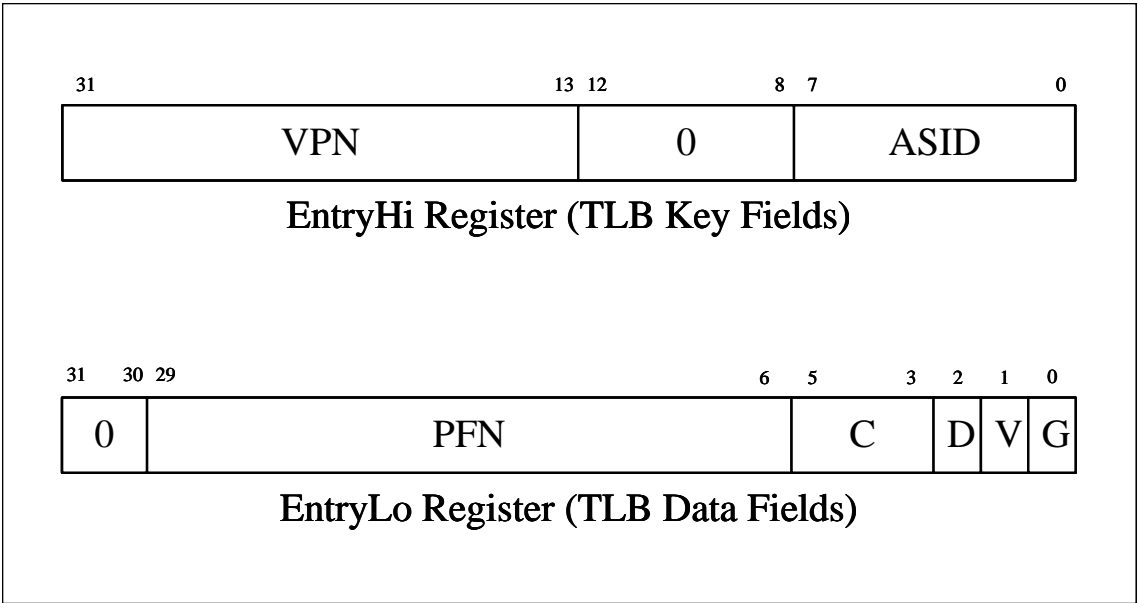 31 13 12 8 7 0
VPN 0 ASID
EntryHi Register (TLB Key Fields)
31 30 29 6 5 3 2 1 0
0 PFN C D V G
EntryLo Register (TLB Data Fields)